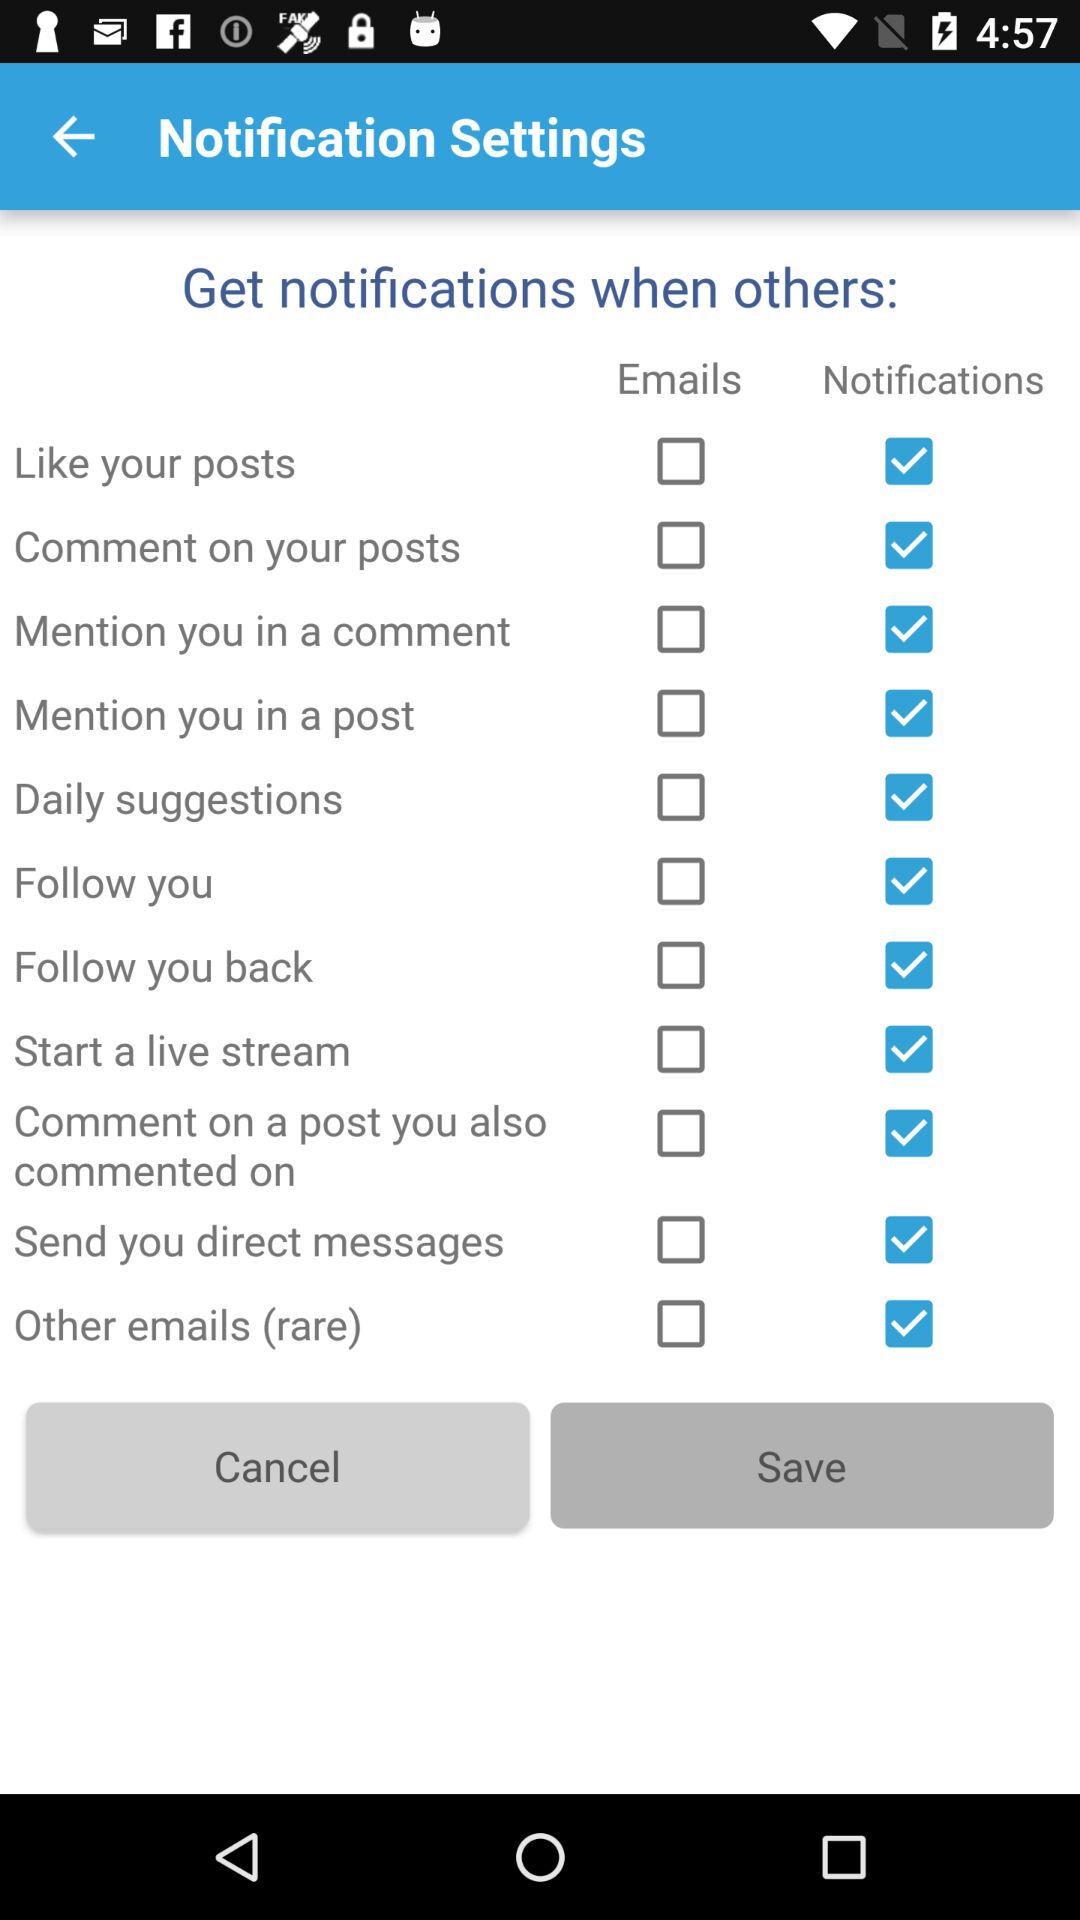 FAKE
4:57
Notification Settings
Get notifications when others:
Emails Notifications
Like your posts
Comment on your posts
Mention you in a comment
Mention you in a post
Daily suggestions
Follow you
Follow you back
Start a live stream
Comment on a post you also
commented on
Send you direct messages
Other emails (rare)
Cancel Save